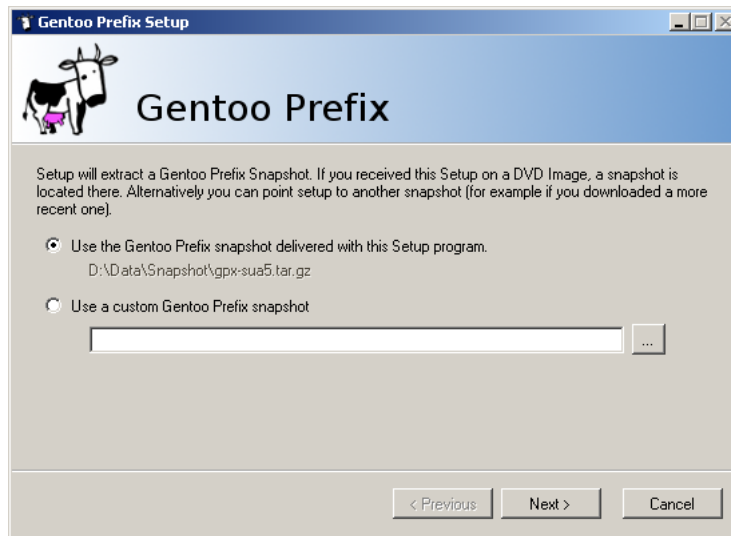 Gentoo Prefix Setup
Gentoo Prefix
Setup will extract a Gentoo Prefix Snapshot. If you received this Setup on a DVD Image, a snapshot is
located there. Alternatively you can point setup to another snapshot (for example if you downloaded a more
recent one).
Use the Gentoo Prefix snapshot delivered with this Setup program.
D:\Data\Snapshot\gpx-sua5.tar.gz
Use a custom Gentoo Prefix snapshot
...
< Previous
Next >
Cancel